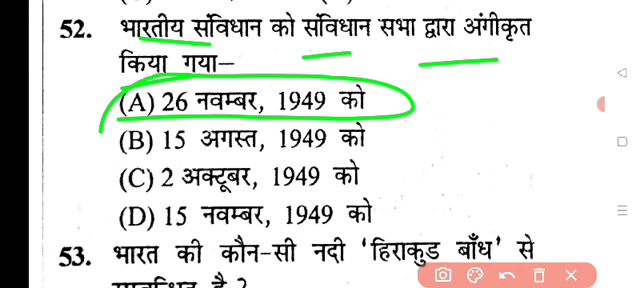 52. भारतीय संविधान को संविधान सभा द्वारा अंगीकृत
किया गया–
(A) 26 नवम्बर, 1949 को
(B) 15 अगस्त, 1949 को
(C) 2 अक्टूबर, 1949 को
(D) 15 नवम्बर, 1949 को
53. भारत की कौन-सी नदी 'हिराकुड बाँध' से